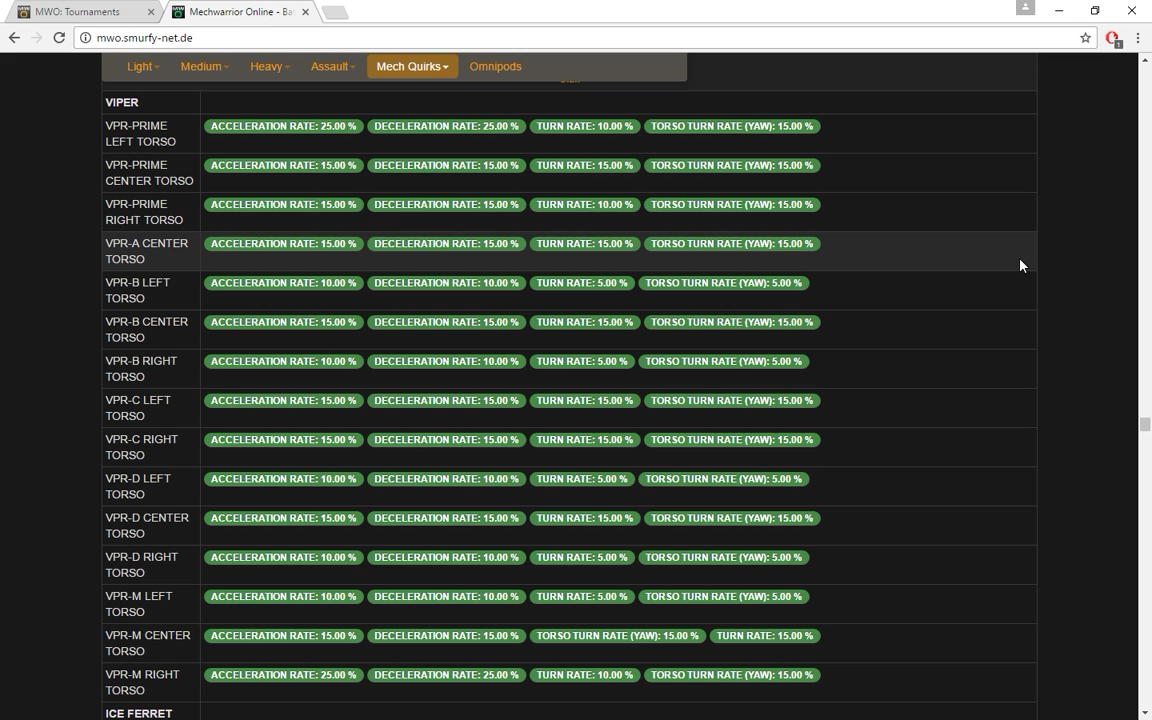 MWO: Tournaments
Mechwarrior Online - Ba
mwo.smurfy-net.de
1
Light Medium Heavy Assault Mech Quirks Omnipods
VIPER
VPR-PRIME
LEFT TORSO
ACCELERATION RATE: 25.00 % DECELERATION RATE: 25.00 % TURN RATE: 10.00 % TORSO TURN RATE (YAW): 15.00 %
VPR-PRIME
CENTER TORSO
ACCELERATION RATE: 15.00 % DECELERATION RATE: 15.00 % TURN RATE: 15.00 % TORSO TURN RATE (YAW): 15.00 %
VPR-PRIME
RIGHT TORSO
ACCELERATION RATE: 15.00 % DECELERATION RATE: 15.00 % TURN RATE: 10.00 % TORSO TURN RATE (YAW): 15.00 %
VPR-A CENTER
TORSO
ACCELERATION RATE: 15.00 % DECELERATION RATE: 15.00 % TURN RATE: 15.00 % TORSO TURN RATE (YAW): 15.00 %
VPR-B LEFT
TORSO
ACCELERATION RATE: 10.00 % DECELERATION RATE: 10.00 % TURN RATE: 5.00 % TORSO TURN RATE (YAW): 5.00 %
VPR-B CENTER
TORSO
ACCELERATION RATE: 15.00 % DECELERATION RATE: 15.00 % TURN RATE: 15.00 % TORSO TURN RATE (YAW): 15.00 %
VPR-B RIGHT
TORSO
ACCELERATION RATE: 10.00 % DECELERATION RATE: 10.00 % TURN RATE: 5.00 % TORSO TURN RATE (YAW): 5.00 %
VPR-C LEFT
TORSO
ACCELERATION RATE: 15.00 % DECELERATION RATE: 15.00 % TURN RATE: 15.00 % TORSO TURN RATE (YAW): 15.00 %
VPR-C RIGHT
TORSO
ACCELERATION RATE: 15.00 % DECELERATION RATE: 15.00 % TURN RATE: 15.00 % TORSO TURN RATE (YAW): 15.00 %
VPR-D LEFT
TORSO
ACCELERATION RATE: 10.00 % DECELERATION RATE: 10.00 % TURN RATE: 5.00 % TORSO TURN RATE (YAW): 5.00 %
VPR-D CENTER
TORSO
ACCELERATION RATE: 15.00 % DECELERATION RATE: 15.00 % TURN RATE: 15.00 % TORSO TURN RATE (YAW): 15.00 %
VPR-D RIGHT
TORSO
ACCELERATION RATE: 10.00 % DECELERATION RATE: 10.00 % TURN RATE: 5.00 % TORSO TURN RATE (YAW): 5.00 %
VPR-M LEFT
TORSO
ACCELERATION RATE: 10.00 % DECELERATION RATE: 10.00 % TURN RATE: 5.00 % TORSO TURN RATE (YAW): 5.00 %
VPR-M CENTER
TORSO
ACCELERATION RATE: 15.00 % DECELERATION RATE: 15.00 % TORSO TURN RATE (YAW): 15.00 % TURN RATE: 15.00 %
VPR-M RIGHT
TORSO
ACCELERATION RATE: 25.00 % DECELERATION RATE: 25.00 % TURN RATE: 10.00 % TORSO TURN RATE (YAW): 15.00 %
ICE FERRET